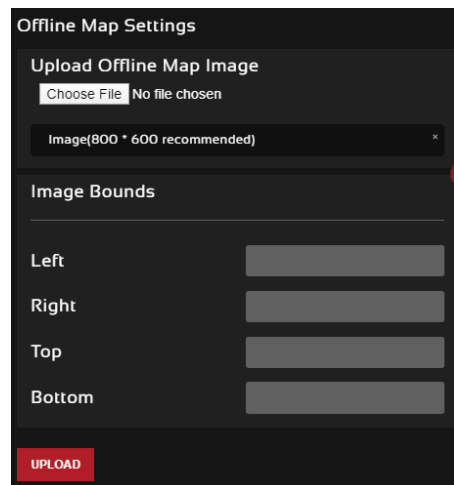 Offline Map Settings
Upload Offline Map Image
Choose File No file chosen
Image(800 * 600 recommended) ×
Image Bounds
Left
Right
Top
Bottom
UPLOAD